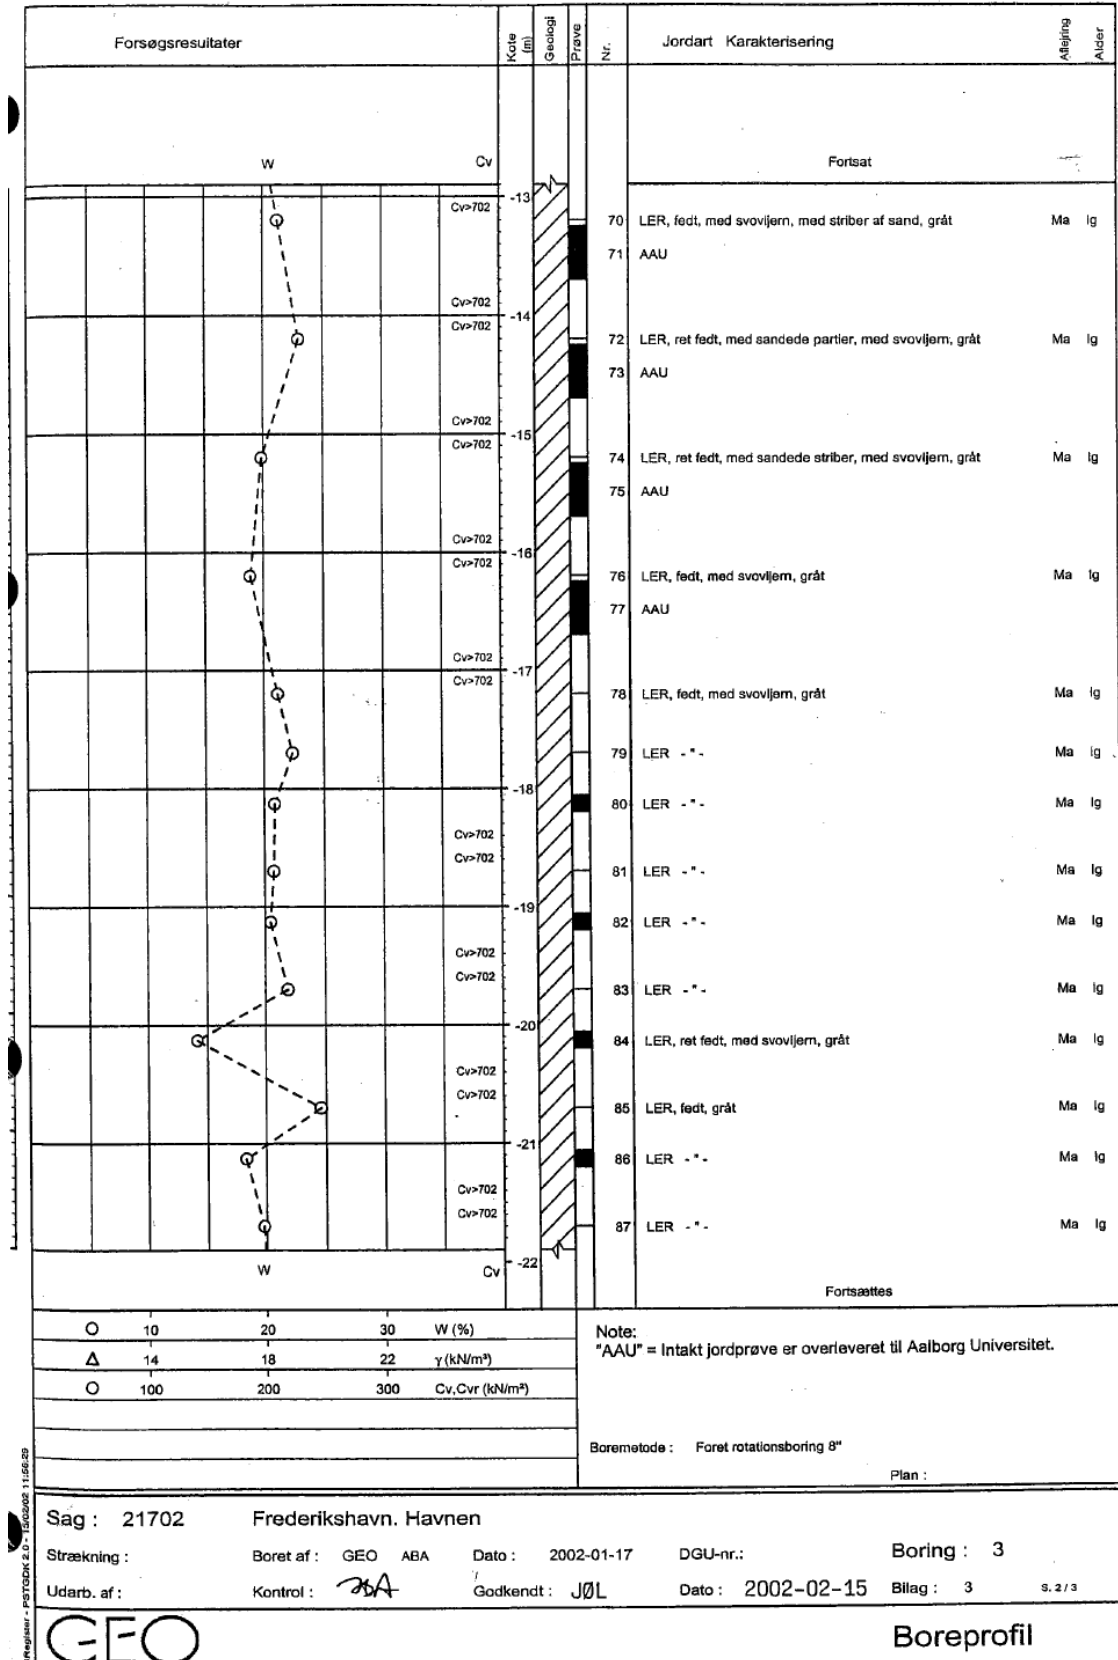 Forsøgsresultater Kote (m) Geologi Prøve Nr. Jordart Karakterisering Aflejring Alder
W Cv Fortsat
-13
Cv>702
70 LER, fedt, med svovljern, med striber af sand, gråt Ma Ig
71 AAU
Cv>702
-14
Cv>702
72 LER, ret fedt, med sandede partier, med svovljern, gråt Ma Ig
73 AAU
Cv>702
-15
Cv>702
74 LER, ret fedt, med sandede striber, med svovljern, gråt Ma Ig
75 AAU
Cv>702
-16
Cv>702
76 LER, fedt, med svovljern, gråt Ma Ig
77 AAU
Cv>702
-17
Cv>702
78 LER, fedt, med svovljern, gråt Ma Ig
79 LER -"- Ma Ig
-18
80 LER -"- Ma Ig
Cv>702
Cv>702
81 LER -"- Ma Ig
-19
82 LER -"- Ma Ig
Cv>702
Cv>702
83 LER -"- Ma Ig
-20
84 LER, ret fedt, med svovljern, gråt Ma Ig
Cv>702
Cv>702
85 LER, fedt, gråt Ma Ig
-21
86 LER -"- Ma Ig
Cv>702
Cv>702
87 LER -"- Ma Ig
-22
W Cv
Fortsættes
10 20 30 W (%)
14 18 22 γ (kN/m³)
100 200 300 Cv,Cvr (kN/m²)
Note:
"AAU" = Intakt jordprøve er overleveret til Aalborg Universitet.
Boremetode : Foret rotationsboring 8"
Plan :
Sag : 21702 Frederikshavn. Havnen
Strækning : Boret af : GEO ABA Dato : 2002-01-17 DGU-nr.: Boring : 3
Udarb. af : Kontrol : Godkendt : JØL Dato : 2002-02-15 Bilag : 3 S. 2 / 3
GEO Boreprofil
Register - PSTGDK 2.0 - 15/02/02 11:56:29